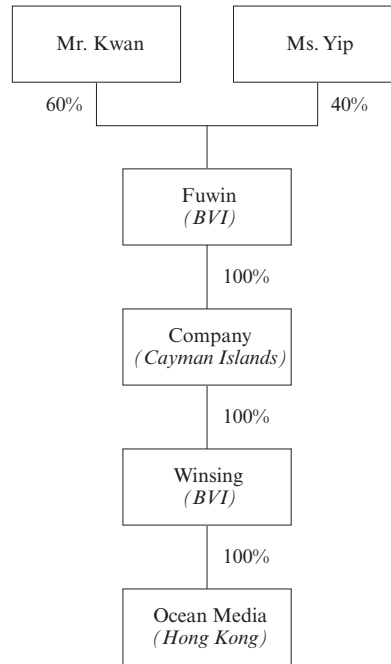 Mr. Kwan
Ms. Yip
60%
40%
Fuwin
(BVI)
100%
Company
(Cayman Islands)
100%
Winsing
(BVI)
100%
Ocean Media
(Hong Kong)